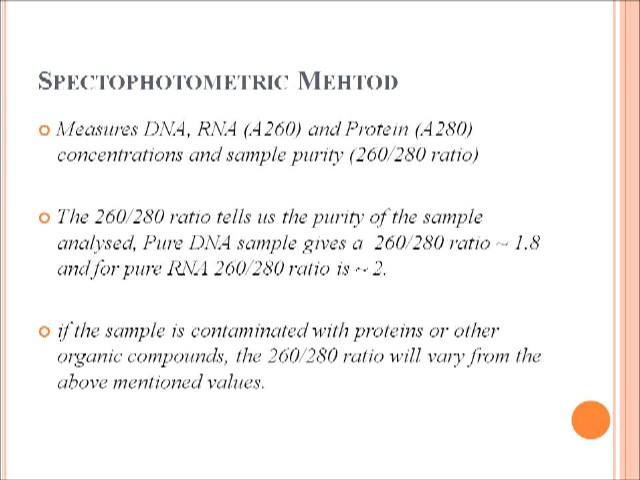 SPECTOPHOTOMETRIC MEHTOD
Measures DNA, RNA (A260) and Protein (A280)
concentrations and sample purity (260/280 ratio)
The 260/280 ratio tells us the purity of the sample
analysed, Pure DNA sample gives a 260/280 ratio ~ 1.8
and for pure RNA 260/280 ratio is ~ 2.
if the sample is contaminated with proteins or other
organic compounds, the 260/280 ratio will vary from the
above mentioned values.